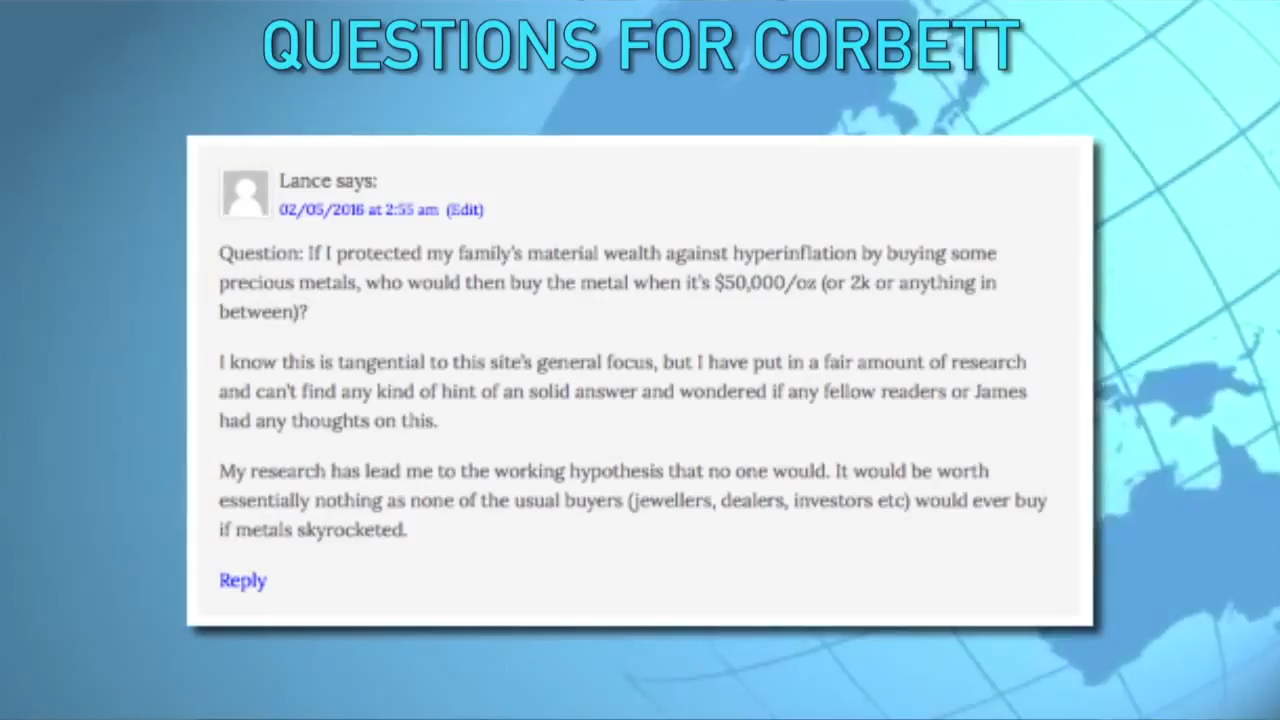 QUESTIONS FOR CORBETT
Lance says:
02/05/2016 at 2:55 am (Edit)
Question: If I protected my family's material wealth against hyperinflation by buying some
precious metals, who would then buy the metal when it's $50,000/oz (or 2k or anything in
between)?
I know this is tangential to this site's general focus, but I have put in a fair amount of research
and can't find any kind of hint of an solid answer and wondered if any fellow readers or James
had any thoughts on this.
My research has lead me to the working hypothesis that no one would. It would be worth
essentially nothing as none of the usual buyers (jewellers, dealers, investors etc) would ever buy
if metals skyrocketed.
Reply